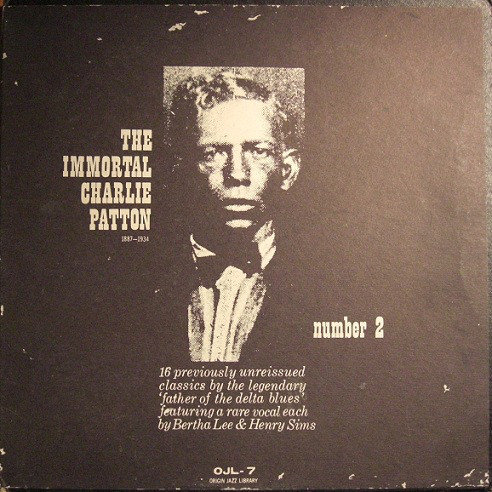 THE
IMMORTAL
CHARLIE
PATTON
1887—1934
number 2
16 previously unreissued
classics by the legendary
'father of the delta blues'
featuring a rare vocal each
by Bertha Lee & Henry Sims
OJL-7
ORIGIN JAZZ LIBRARY